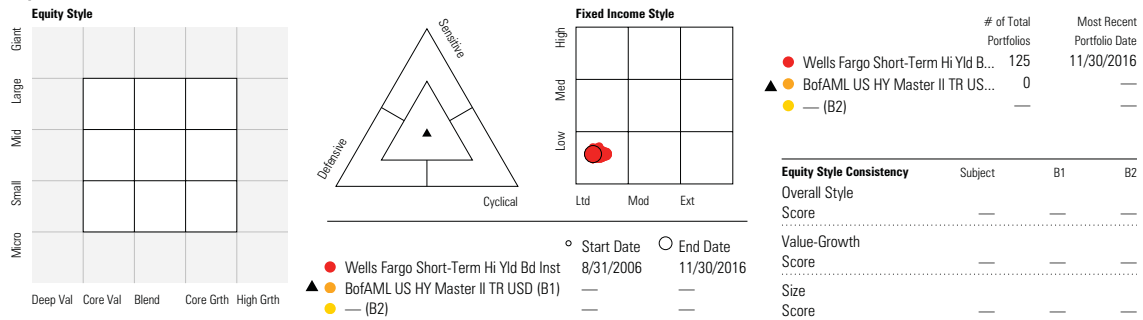 Equity Style
Giant
Large
Mid
Small
Micro
Deep Val Core Val Blend Core Grth High Grth
Sensitive
Defensive
Cyclical
Fixed Income Style
High
Med
Low
Ltd Mod Ext
Start Date End Date
Wells Fargo Short-Term Hi Yld Bd Inst 8/31/2006 11/30/2016
BofAML US HY Master II TR USD (B1) — —
— (B2) — —
# of Total Most Recent
Portfolios Portfolio Date
Wells Fargo Short-Term Hi Yld B... 125 11/30/2016
BofAML US HY Master II TR US... 0 —
— (B2) — —
Equity Style Consistency Subject B1 B2
Overall Style
Score — — —
Value-Growth
Score — — —
Size
Score — — —